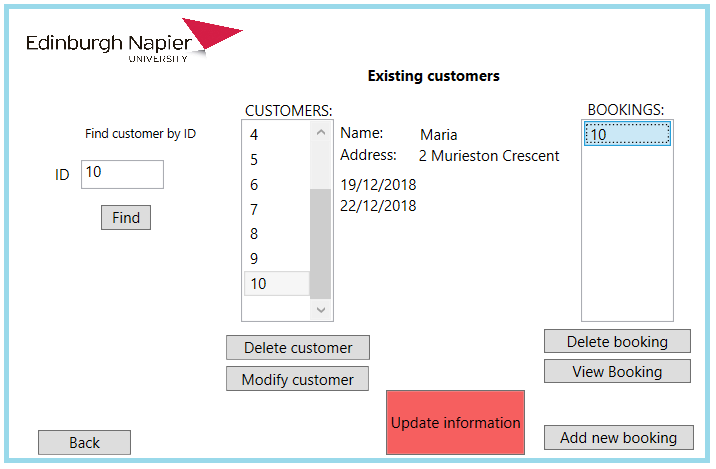 Edinburgh Napier
UNIVERSITY
Existing customers
Find customer by ID
ID
10
Find
CUSTOMERS:
4
5
6
7
8
9
10
Name:
Maria
Address:
2 Murieston Crescent
19/12/2018
22/12/2018
BOOKINGS:
10
Delete customer
Modify customer
Delete booking
View Booking
Update information
Add new booking
Back